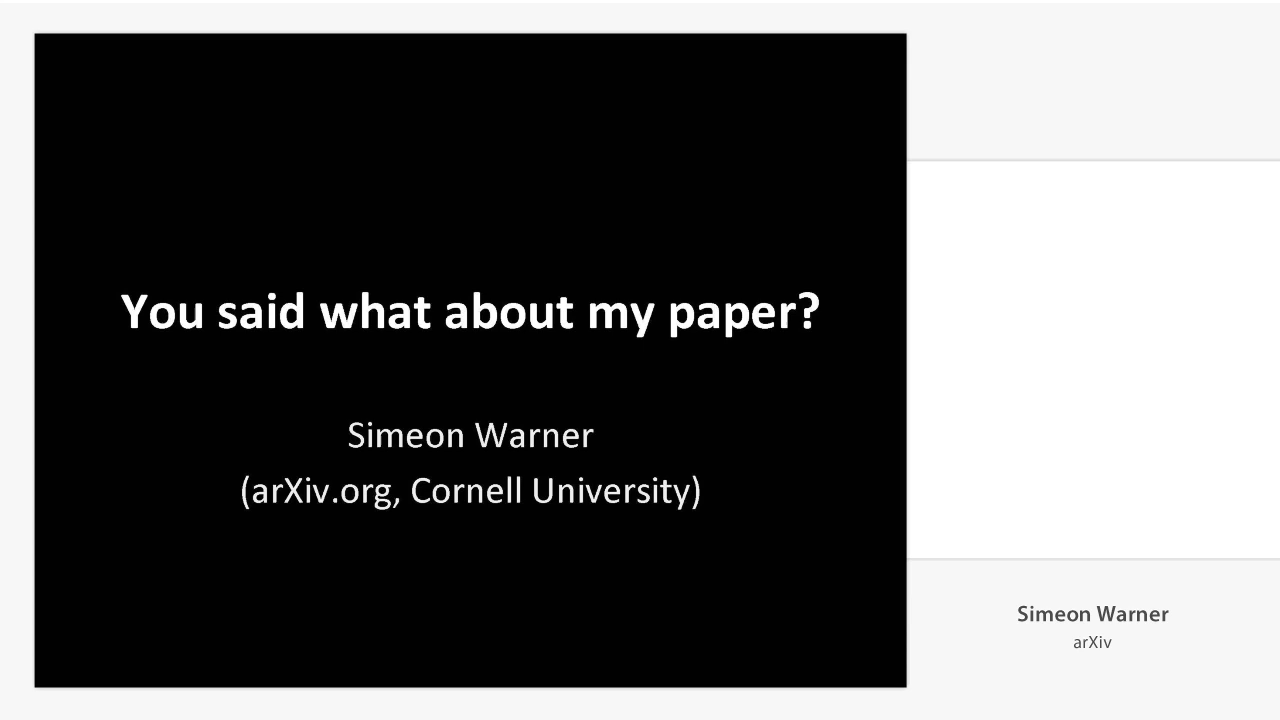 You said what about my paper?
Simeon Warner
(arXiv.org, Cornell University)
Simeon Warner
arXiv